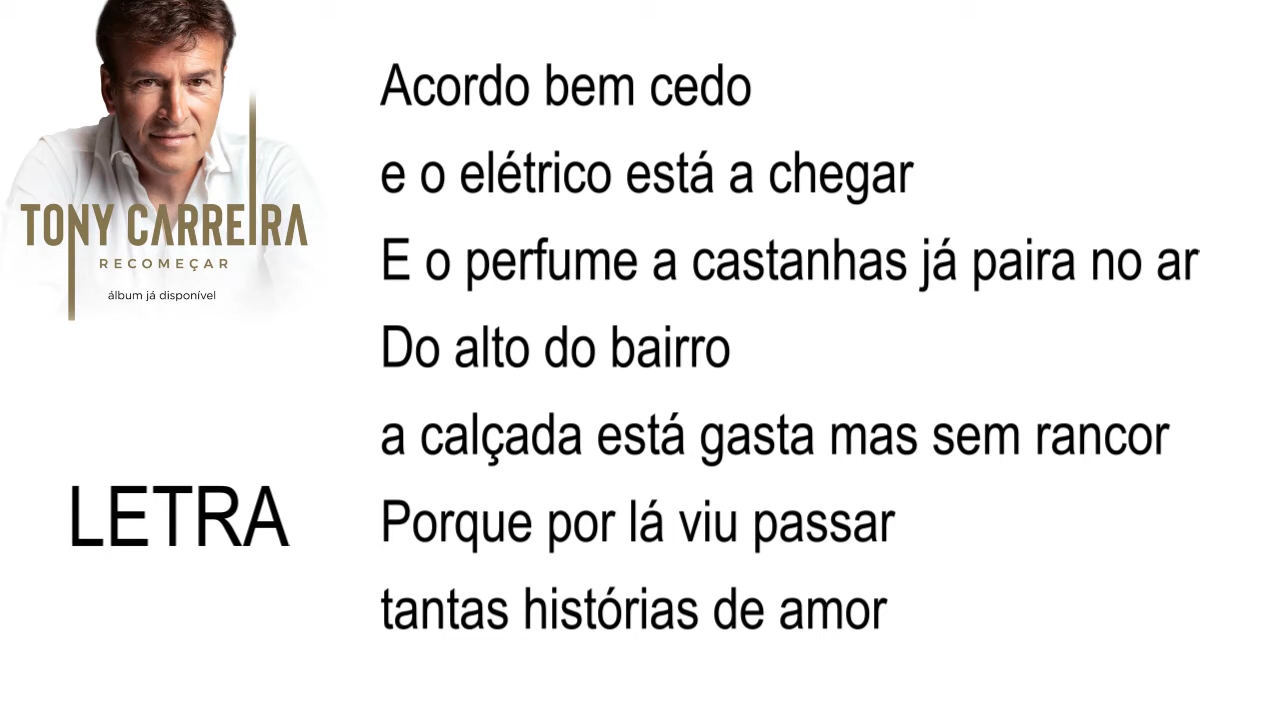 TONY CARREIRA
RECOMEÇAR
álbum já disponível
LETRA
Acordo bem cedo
e o elétrico está a chegar
E o perfume a castanhas já paira no ar
Do alto do bairro
a calçada está gasta mas sem rancor
Porque por lá viu passar
tantas histórias de amor